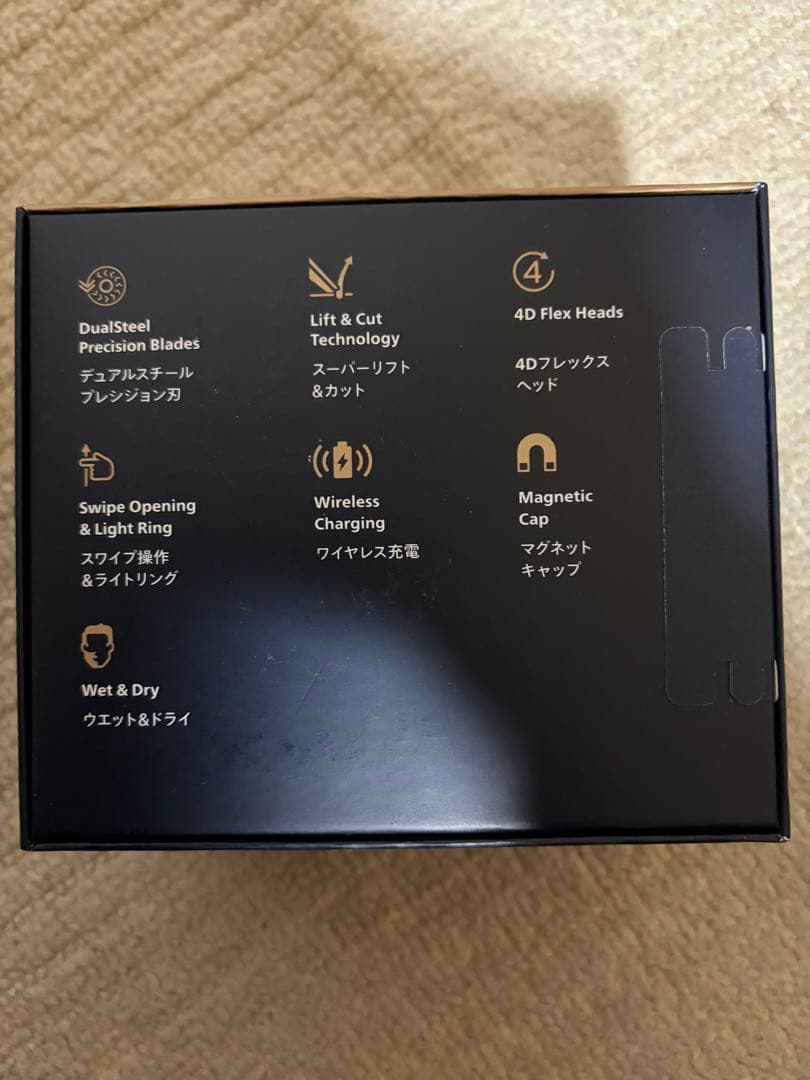 DualSteel
Precision Blades
デュアルスチール
プレシジョン刃
Lift & Cut
Technology
スーパーリフト
&カット
4
4D Flex Heads
4Dフレックス
ヘッド
Swipe Opening
& Light Ring
スワイプ操作
&ライトリング
Wireless
Charging
ワイヤレス充電
Magnetic
Cap
マグネット
キャップ
Wet & Dry
ウエット&ドライ